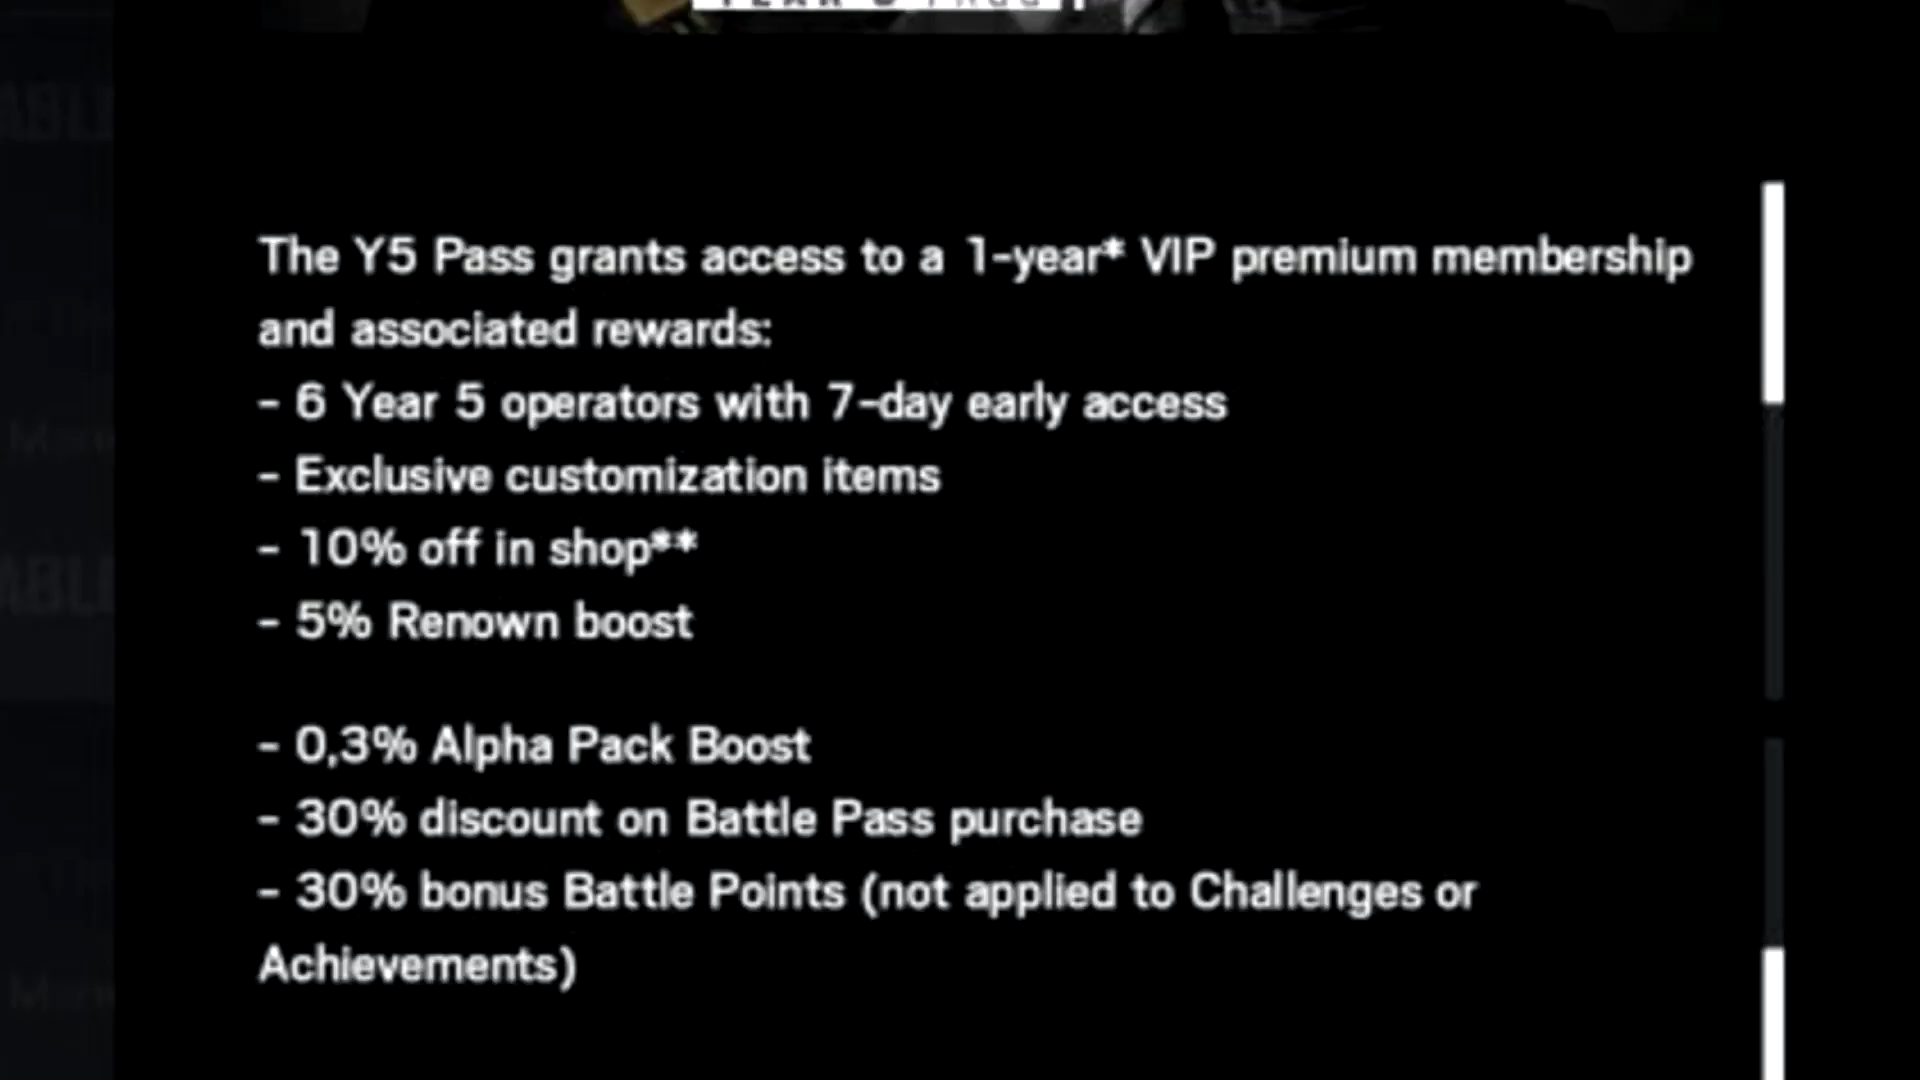 The Y5 Pass grants access to a 1-year* VIP premium membership
and associated rewards:
- 6 Year 5 operators with 7-day early access
- Exclusive customization items
- 10% off in shop**
- 5% Renown boost
- 0,3% Alpha Pack Boost
- 30% discount on Battle Pass purchase
- 30% bonus Battle Points (not applied to Challenges or
Achievements)